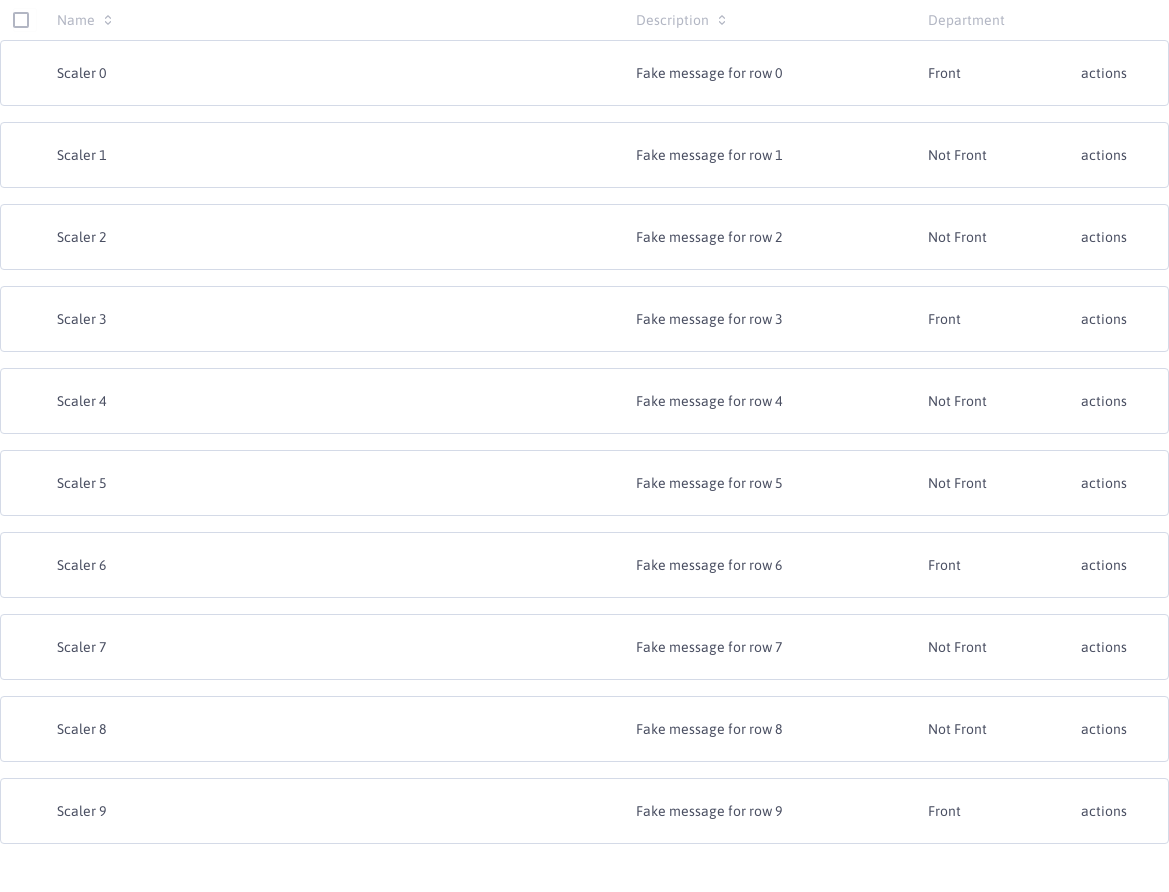 Name Description Department
Scaler 0 Fake message for row 0 Front actions
Scaler 1 Fake message for row 1 Not Front actions
Scaler 2 Fake message for row 2 Not Front actions
Scaler 3 Fake message for row 3 Front actions
Scaler 4 Fake message for row 4 Not Front actions
Scaler 5 Fake message for row 5 Not Front actions
Scaler 6 Fake message for row 6 Front actions
Scaler 7 Fake message for row 7 Not Front actions
Scaler 8 Fake message for row 8 Not Front actions
Scaler 9 Fake message for row 9 Front actions